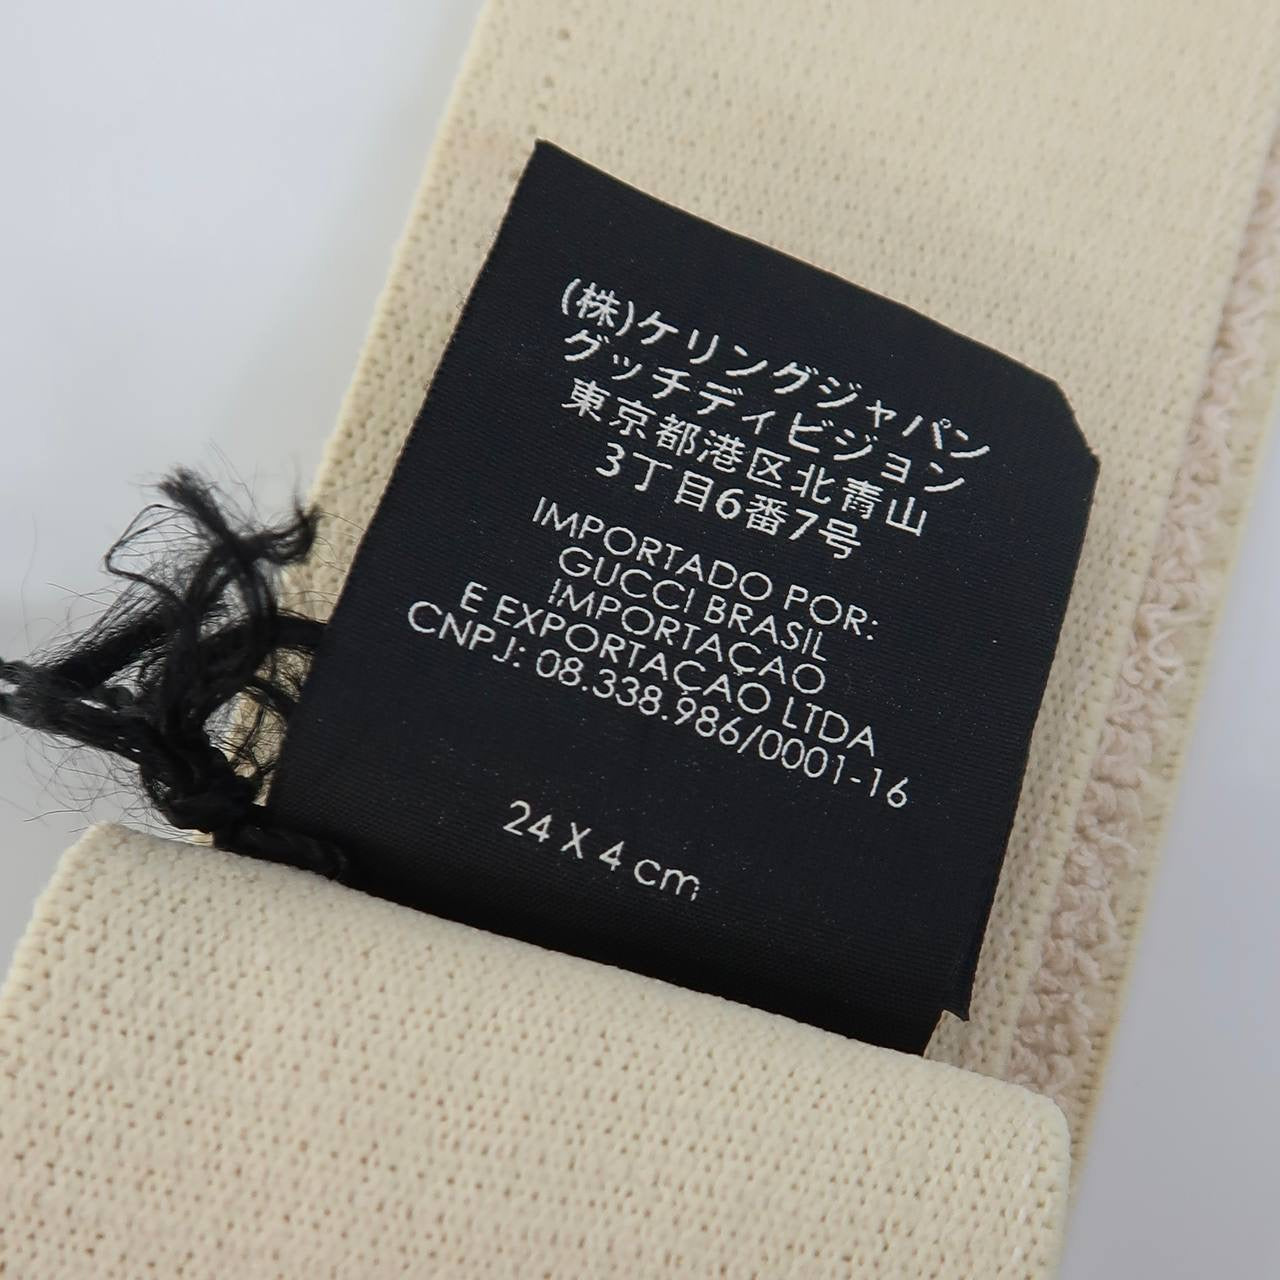 (株)ケリングジャパン
グッチディビジョン
東京都港区北青山
3丁目6番7号
IMPORTADO POR:
GUCCI BRASIL
IMPORTAÇAO
E EXPORTAÇAO LTDA
CNPJ: 08.338.986/0001-16
24 X 4 cm